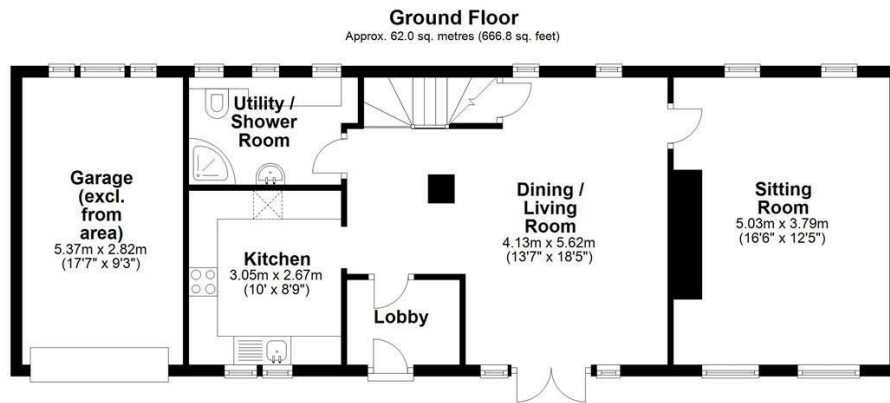 Ground Floor
Approx. 62.0 sq. metres (666.8 sq. feet)
Utility /
Shower
Room
Garage
(excl.
from
area)
5.37m x 2.82m
(17'7" x 9'3")
Kitchen
3.05m x 2.67m
(10' x 8'9")
Lobby
Dining /
Living
Room
4.13m x 5.62m
(13'7" x 18'5")
Sitting
Room
5.03m x 3.79m
(16'6" x 12'5")